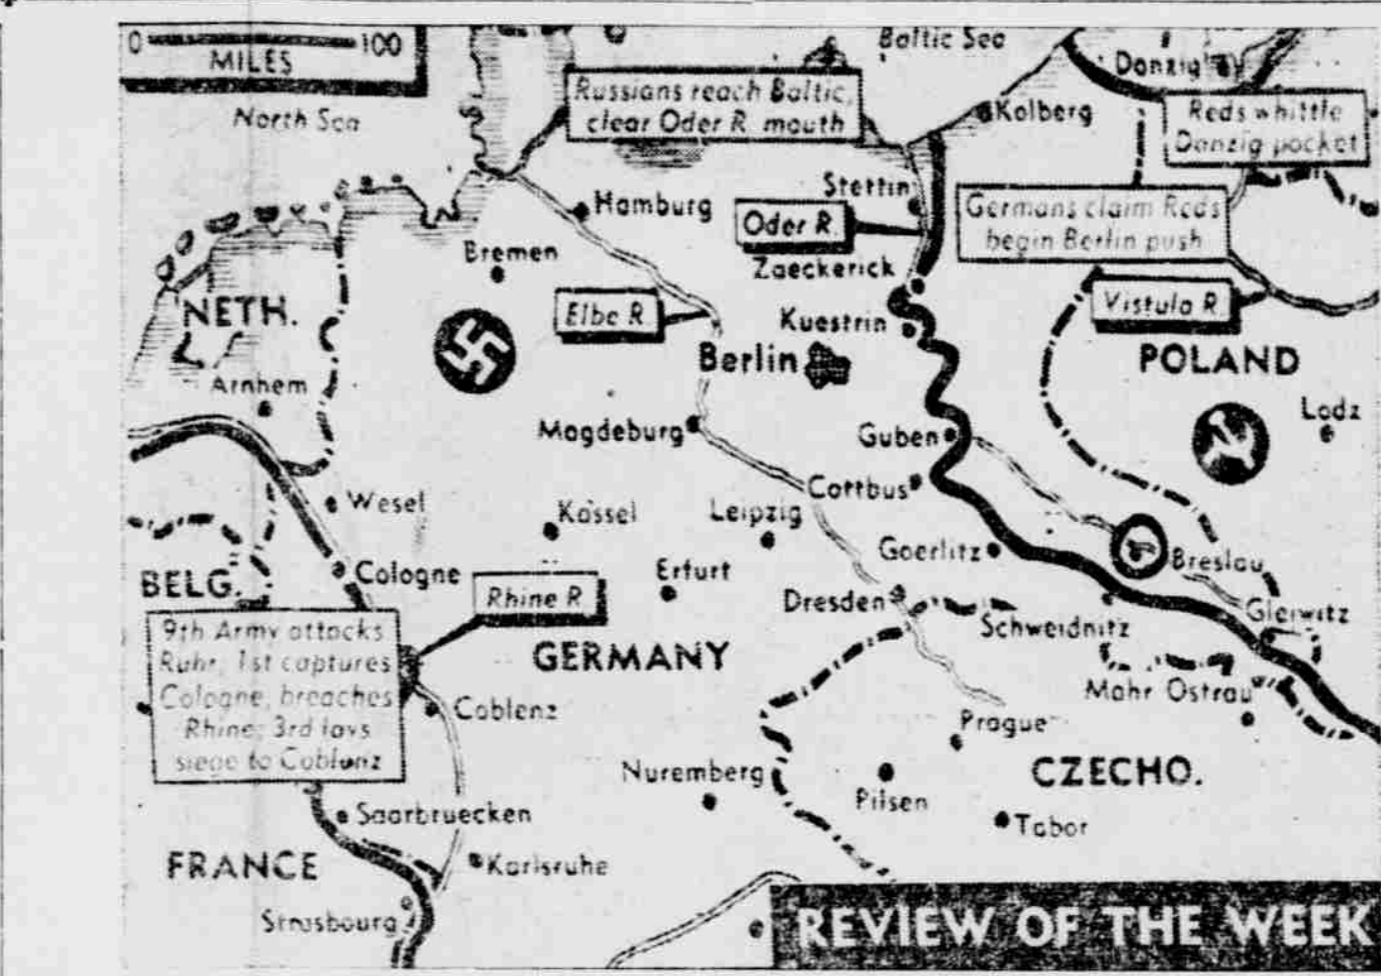 0 100
MILES
Baltic Sea
Danzig
North Sea
Russians reach Baltic,
clear Oder R. mouth
Kolberg
Reds whittle
Danzig pocket
Stettin
Hamburg
Oder R.
Germans claim Reds
begin Berlin push
Bremen
Zaeckerick
NETH.
Elbe R
Kuestrin
Vistula R
Berlin
POLAND
Arnhem
Lodz
Magdeburg
Guben
Cottbus
Wesel
Kassel
Leipzig
Goerlitz
Breslau
BELG.
Cologne
Rhine R
Erfurt
Dresden
Gleiwitz
Schweidnitz
9th Army attacks
Ruhr, 1st captures
Cologne, breaches
Rhine; 3rd lays
siege to Coblenz
GERMANY
Mahr Ostrau
Coblenz
Prague
Nuremberg
CZECHO.
Pilsen
Saarbruecken
Tabor
FRANCE
Karlsruhe
Strasbourg
REVIEW OF THE WEEK